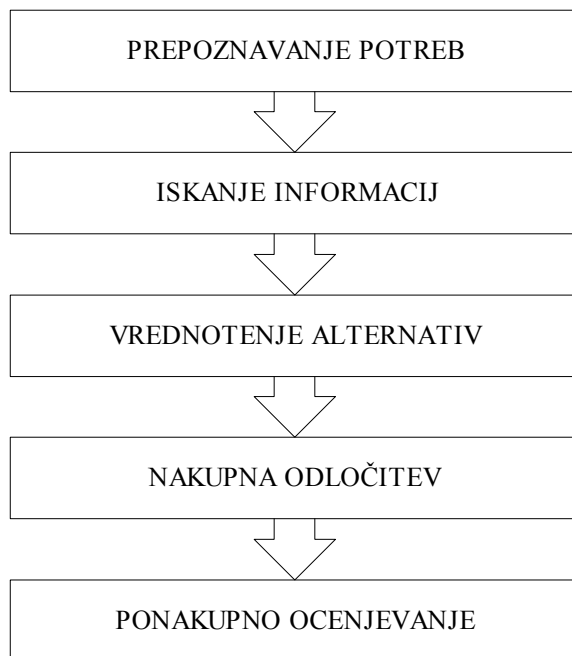 PREPOZNAVANJE POTREB
ISKANJE INFORMACIJ
VREDNOTENJE ALTERNATIV
NAKUPNA ODLOČITEV
PONAKUPNO OCENJEVANJE